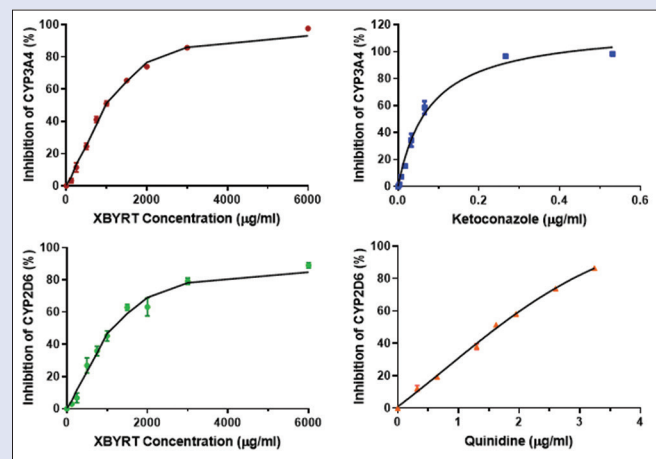 Inhibition of CYP3A4 (%)
100
80
60
40
20
0
0 2000 4000 6000
XBYRT Concentration (µg/ml)
Inhibition of CYP3A4 (%)
120
100
80
60
40
20
0
0.0 0.2 0.4 0.6
Ketoconazole (µg/ml)
Inhibition of CYP2D6 (%)
100
80
60
40
20
0
0 2000 4000 6000
XBYRT Concentration (µg/ml)
Inhibition of CYP2D6 (%)
100
80
60
40
20
0
0 1 2 3 4
Quinidine (µg/ml)